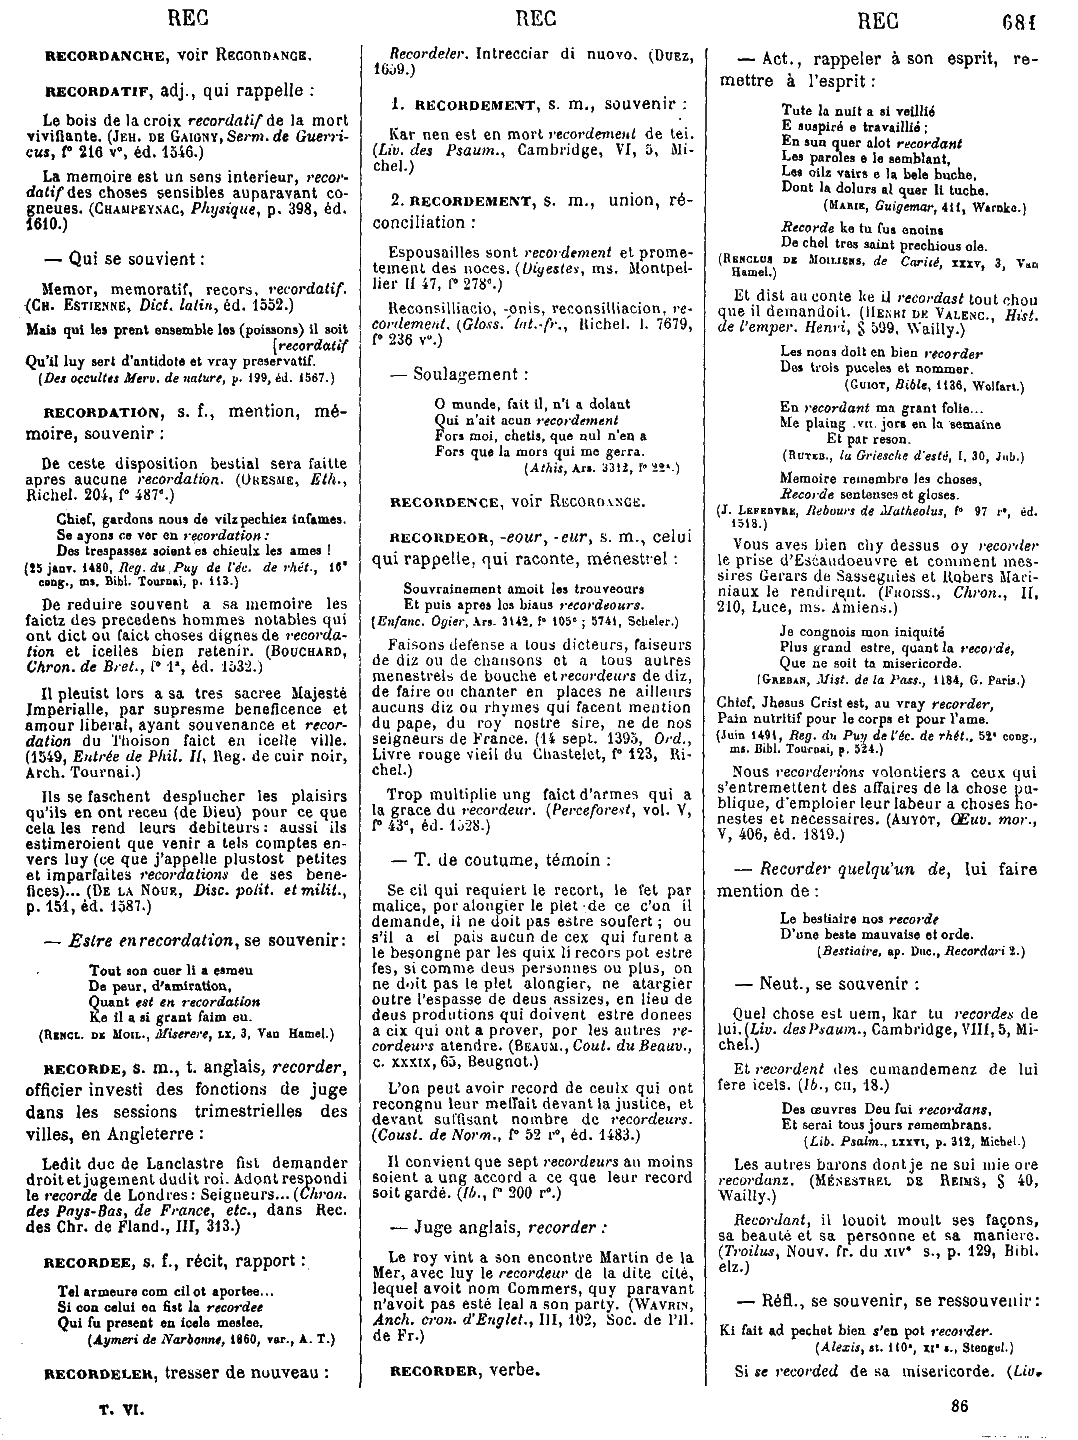 REC
REC
REC
681
RECORDANCHE, voir RECORDANCE.
RECORDATIF, adj., qui rappelle :
Le bois de la croix recordatif de la mort
vivifiante. (JEH. DE GAIGNY, Serm. de Guerri-
cus, f° 216 v°, éd. 1546.)
La memoire est un sens interieur, recor-
datif des choses sensibles auparavant co-
gneues. (CHAMPEYNAC, Physique, p. 398, éd.
1610.)
— Qui se souvient :
Memor, memoratif, recors, recordatif.
(CH. ESTIENNE, Dict. latin, éd. 1552.)
Mais qui les prent ensemble les (poissons) il soit
[recordatif
Qu'il luy sert d'antidote et vray preservatif.
(Des occultes Merv. de nature, p. 199, éd. 1567.)
RECORDATION, s. f., mention, mé-
moire, souvenir :
De ceste disposition bestial sera faitte
apres aucune recordation. (ORESME, Eth.,
Richel. 204, f° 487ᵉ.)
Chief, gardons nous de vilz pechiez infames.
Se ayons ce ver en recordation :
Des trespassez soient es chieulx les ames !
(25 janv. 1480, Reg. du Puy de l'éc. de rhét., 16ᵉ
cong., ms. Bibl. Tournai, p. 113.)
De reduire souvent a sa memoire les
faictz des precedens hommes notables qui
ont dict ou faict choses dignes de recorda-
tion et icelles bien retenir. (BOUCHARD,
Chron. de Bret., f° 1ᵃ, éd. 1532.)
Il pleuist lors a sa tres sacree Majesté
Imperialle, par supresme beneficence et
amour liberal, ayant souvenance et recor-
dation du Thoison faict en icelle ville.
(1549, Entrée de Phil. II, Reg. de cuir noir,
Arch. Tournai.)
Ils se faschent desplucher les plaisirs
qu'ils en ont receu (de Dieu) pour ce que
cela les rend leurs debiteurs : aussi ils
estimeroient que venir a tels comptes en-
vers luy (ce que j'appelle plustost petites
et imparfaites recordations de ses bene-
fices)... (DE LA NOUE, Disc. polit. et milit.,
p. 151, éd. 1587.)
— Estre en recordation, se souvenir :
Tout son cuer li a esmeu
De peur, d'amiration,
Quant est en recordation
Ke il a si grant faim eu.
(RENCL. DE MOIL., Miserere, LX, 3, Van Hamel.)
RECORDE, s. m., t. anglais, recorder,
officier investi des fonctions de juge
dans les sessions trimestrielles des
villes, en Angleterre :
Ledit duc de Lanclastre fist demander
droit et jugement dudit roi. Adont respondi
le recorde de Londres : Seigneurs... (Chron.
des Pays-Bas, de France, etc., dans Rec.
des Chr. de Fland., III, 313.)
RECORDEE, s. f., récit, rapport :
Tel armeure com cil ot aportee...
Si con celui en fist la recordee
Qui fu present en icele meslee.
(Aymeri de Narbonne, 1860, var., A. T.)
RECORDELER, tresser de nouveau :
T. VI.
Recordeler. Intrecciar di nuovo. (DUEZ,
1659.)
1. RECORDEMENT, s. m., souvenir :
Kar nen est en mort recordement de tei.
(Liv. des Psaum., Cambridge, VI, 5, Mi-
chel.)
2. RECORDEMENT, s. m., union, ré-
conciliation :
Espousailles sont recordement et prome-
tement des noces. (Digestes, ms. Montpel-
lier H 47, f° 278ᵉ.)
Reconsilliacio, -onis, reconsilliacion, re-
cordement. (Gloss. lat.-fr., Richel. l. 7679,
f° 236 v°.)
— Soulagement :
O munde, fait il, n'i a dolant
Qui n'ait acun recordement
Fors moi, chetis, que nul n'en a
Fors que la mors qui me gerra.
(Athis, Ars. 3312, f° 22ᵃ.)
RECORDENCE, voir RECORDANCE.
RECORDEOR, -eour, -eur, s. m., celui
qui rappelle, qui raconte, ménestrel :
Souvrainement amoit les trouveours
Et puis apres los biaus recordeours.
(Enfanc. Ogier, Ars. 3142, f° 105ᵉ ; 5741, Scheler.)
Faisons defense a tous dicteurs, faiseurs
de diz ou de chansons et a tous autres
menestrels de bouche et recordeurs de diz,
de faire ou chanter en places ne ailleurs
aucuns diz ou rhymes qui facent mention
du pape, du roy nostre sire, ne de nos
seigneurs de France. (14 sept. 1395, Ord.,
Livre rouge vieil du Chastelet, f° 123, Ri-
chel.)
Trop multiplie ung faict d'armes qui a
la grace du recordeur. (Perceforest, vol. V,
f° 43ᵉ, éd. 1528.)
— T. de coutume, témoin :
Se cil qui requiert le recort, le fet par
malice, por alongier le plet de ce c'on il
demande, il ne doit pas estre soufert ; ou
s'il a el pais aucun de cex qui furent a
le besongne par les quix li recors pot estre
fes, si comme deus personnes ou plus, on
ne doit pas le plet alongier, ne atargier
outre l'espasse de deus assizes, en lieu de
deus produtions qui doivent estre donees
a cix qui ont a prover, por les autres re-
cordeurs atendre. (BEAUM., Cout. du Beauv.,
c. XXXIX, 65, Beugnot.)
L'on peut avoir record de ceulx qui ont
recongnu leur meffait devant la justice, et
devant suffisant nombre de recordeurs.
(Coust. de Norm., f° 52 r°, éd. 1483.)
Il convient que sept recordeurs au moins
soient a ung accord a ce que leur record
soit gardé. (Ib., f° 200 r°.)
— Juge anglais, recorder :
Le roy vint a son encontre Martin de la
Mer, avec luy le recordeur de la dite cité,
lequel avoit nom Commers, quy paravant
n'avoit pas esté leal a son party. (WAVRIN,
Anch. cron. d'Englet., III, 102, Soc. de l'H.
de Fr.)
RECORDER, verbe.
— Act., rappeler à son esprit, re-
mettre à l'esprit :
Tute la nuit a si veillié
E suspiré e travaillié ;
En sun quer alot recordant
Les paroles e le semblant,
Les oilz vairs e la bele buche,
Dont la dolurs al quer li tuche.
(MARIE, Guigemar, 411, Warnke.)
Recorde ke tu fus enoins
De chel tres saint prechious ole.
(RENCLUS DE MOILIENS, de Carité, XXXV, 3, Van
Hamel.)
Et dist au conte ke il recordast tout chou
que il demandoit. (HENRI DE VALENC., Hist.
de l'emper. Henri, § 599, Wailly.)
Les nons doit en bien recorder
Des trois puceles et nommer.
(GUIOT, Bible, 1136, Wolfart.)
En recordant ma grant folie...
Me plaing .vii. jors en la semaine
Et par reson.
(RUTEB., la Griesche d'esté, I, 30, Jub.)
Memoire remembre les choses,
Recorde sentenses et gloses.
(J. LEFEBVRE, Rebours de Matheolus, f° 97 r°, éd.
1518.)
Vous aves bien chy dessus oy recorder
le prise d'Escaudoeuvre et comment mes-
sires Gerars de Sassegnies et Robers Mari-
niaux le rendirent. (FROISS., Chron., II,
210, Luce, ms. Amiens.)
Je congnois mon iniquité
Plus grand estre, quant la recorde,
Que ne soit ta misericorde.
(GREBAN, Mist. de la Pass., 1184, G. Paris.)
Chief, Jhesus Crist est, au vray recorder,
Pain nutritif pour le corps et pour l'ame.
(Juin 1491, Reg. du Puy de l'éc. de rhét., 52ᵉ cong.,
ms. Bibl. Tournai, p. 524.)
Nous recorderions volontiers a ceux qui
s'entremettent des affaires de la chose pu-
blique, d'emploier leur labeur a choses ho-
nestes et necessaires. (AMYOT, Œuv. mor.,
V, 406, éd. 1819.)
— Recorder quelqu'un de, lui faire
mention de :
Le bestiaire nos recorde
D'une beste mauvaise et orde.
(Bestiaire, ap. Duc., Recordari 2.)
— Neut., se souvenir :
Quel chose est uem, kar tu recordes de
lui. (Liv. des Psaum., Cambridge, VIII, 5, Mi-
chel.)
Et recordent des cumandemenz de lui
fere icels. (Ib., CII, 18.)
Des œuvres Deu fui recordans,
Et serai tous jours remembrans.
(Lib. Psalm., LXXVI, p. 312, Michel.)
Les autres barons dont je ne sui mie ore
recordanz. (MÉNESTREL DE REIMS, § 40,
Wailly.)
Recordant, il louoit moult ses façons,
sa beauté et sa personne et sa maniere.
(Troilus, Nouv. fr. du XIVᵉ s., p. 129, Bibl.
elz.)
— Réfl., se souvenir, se ressouvenir :
Ki fait ad pechet bien s'en pot recorder.
(Alexis, st. 110ᵃ, XIᵉ s., Stengel.)
Si se recorded de sa misericorde. (Liv.
86